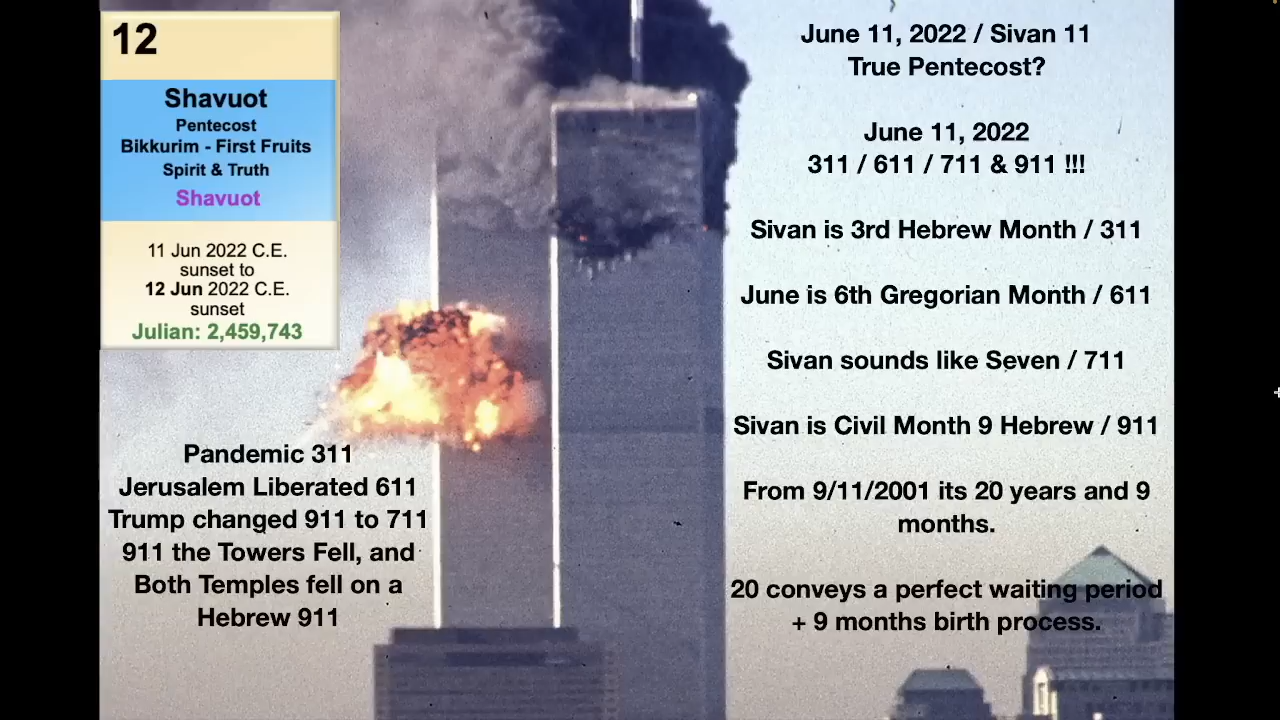 12
Shavuot
Pentecost
Bikkurim - First Fruits
Spirit & Truth
Shavuot
11 Jun 2022 C.E.
sunset to
12 Jun 2022 C.E.
sunset
Julian: 2,459,743
Pandemic 311
Jerusalem Liberated 611
Trump changed 911 to 711
911 the Towers Fell, and
Both Temples fell on a
Hebrew 911
June 11, 2022 / Sivan 11
True Pentecost?
June 11, 2022
311 / 611 / 711 & 911 !!!
Sivan is 3rd Hebrew Month / 311
June is 6th Gregorian Month / 611
Sivan sounds like Seven / 711
Sivan is Civil Month 9 Hebrew / 911
From 9/11/2001 its 20 years and 9
months.
20 conveys a perfect waiting period
+ 9 months birth process.